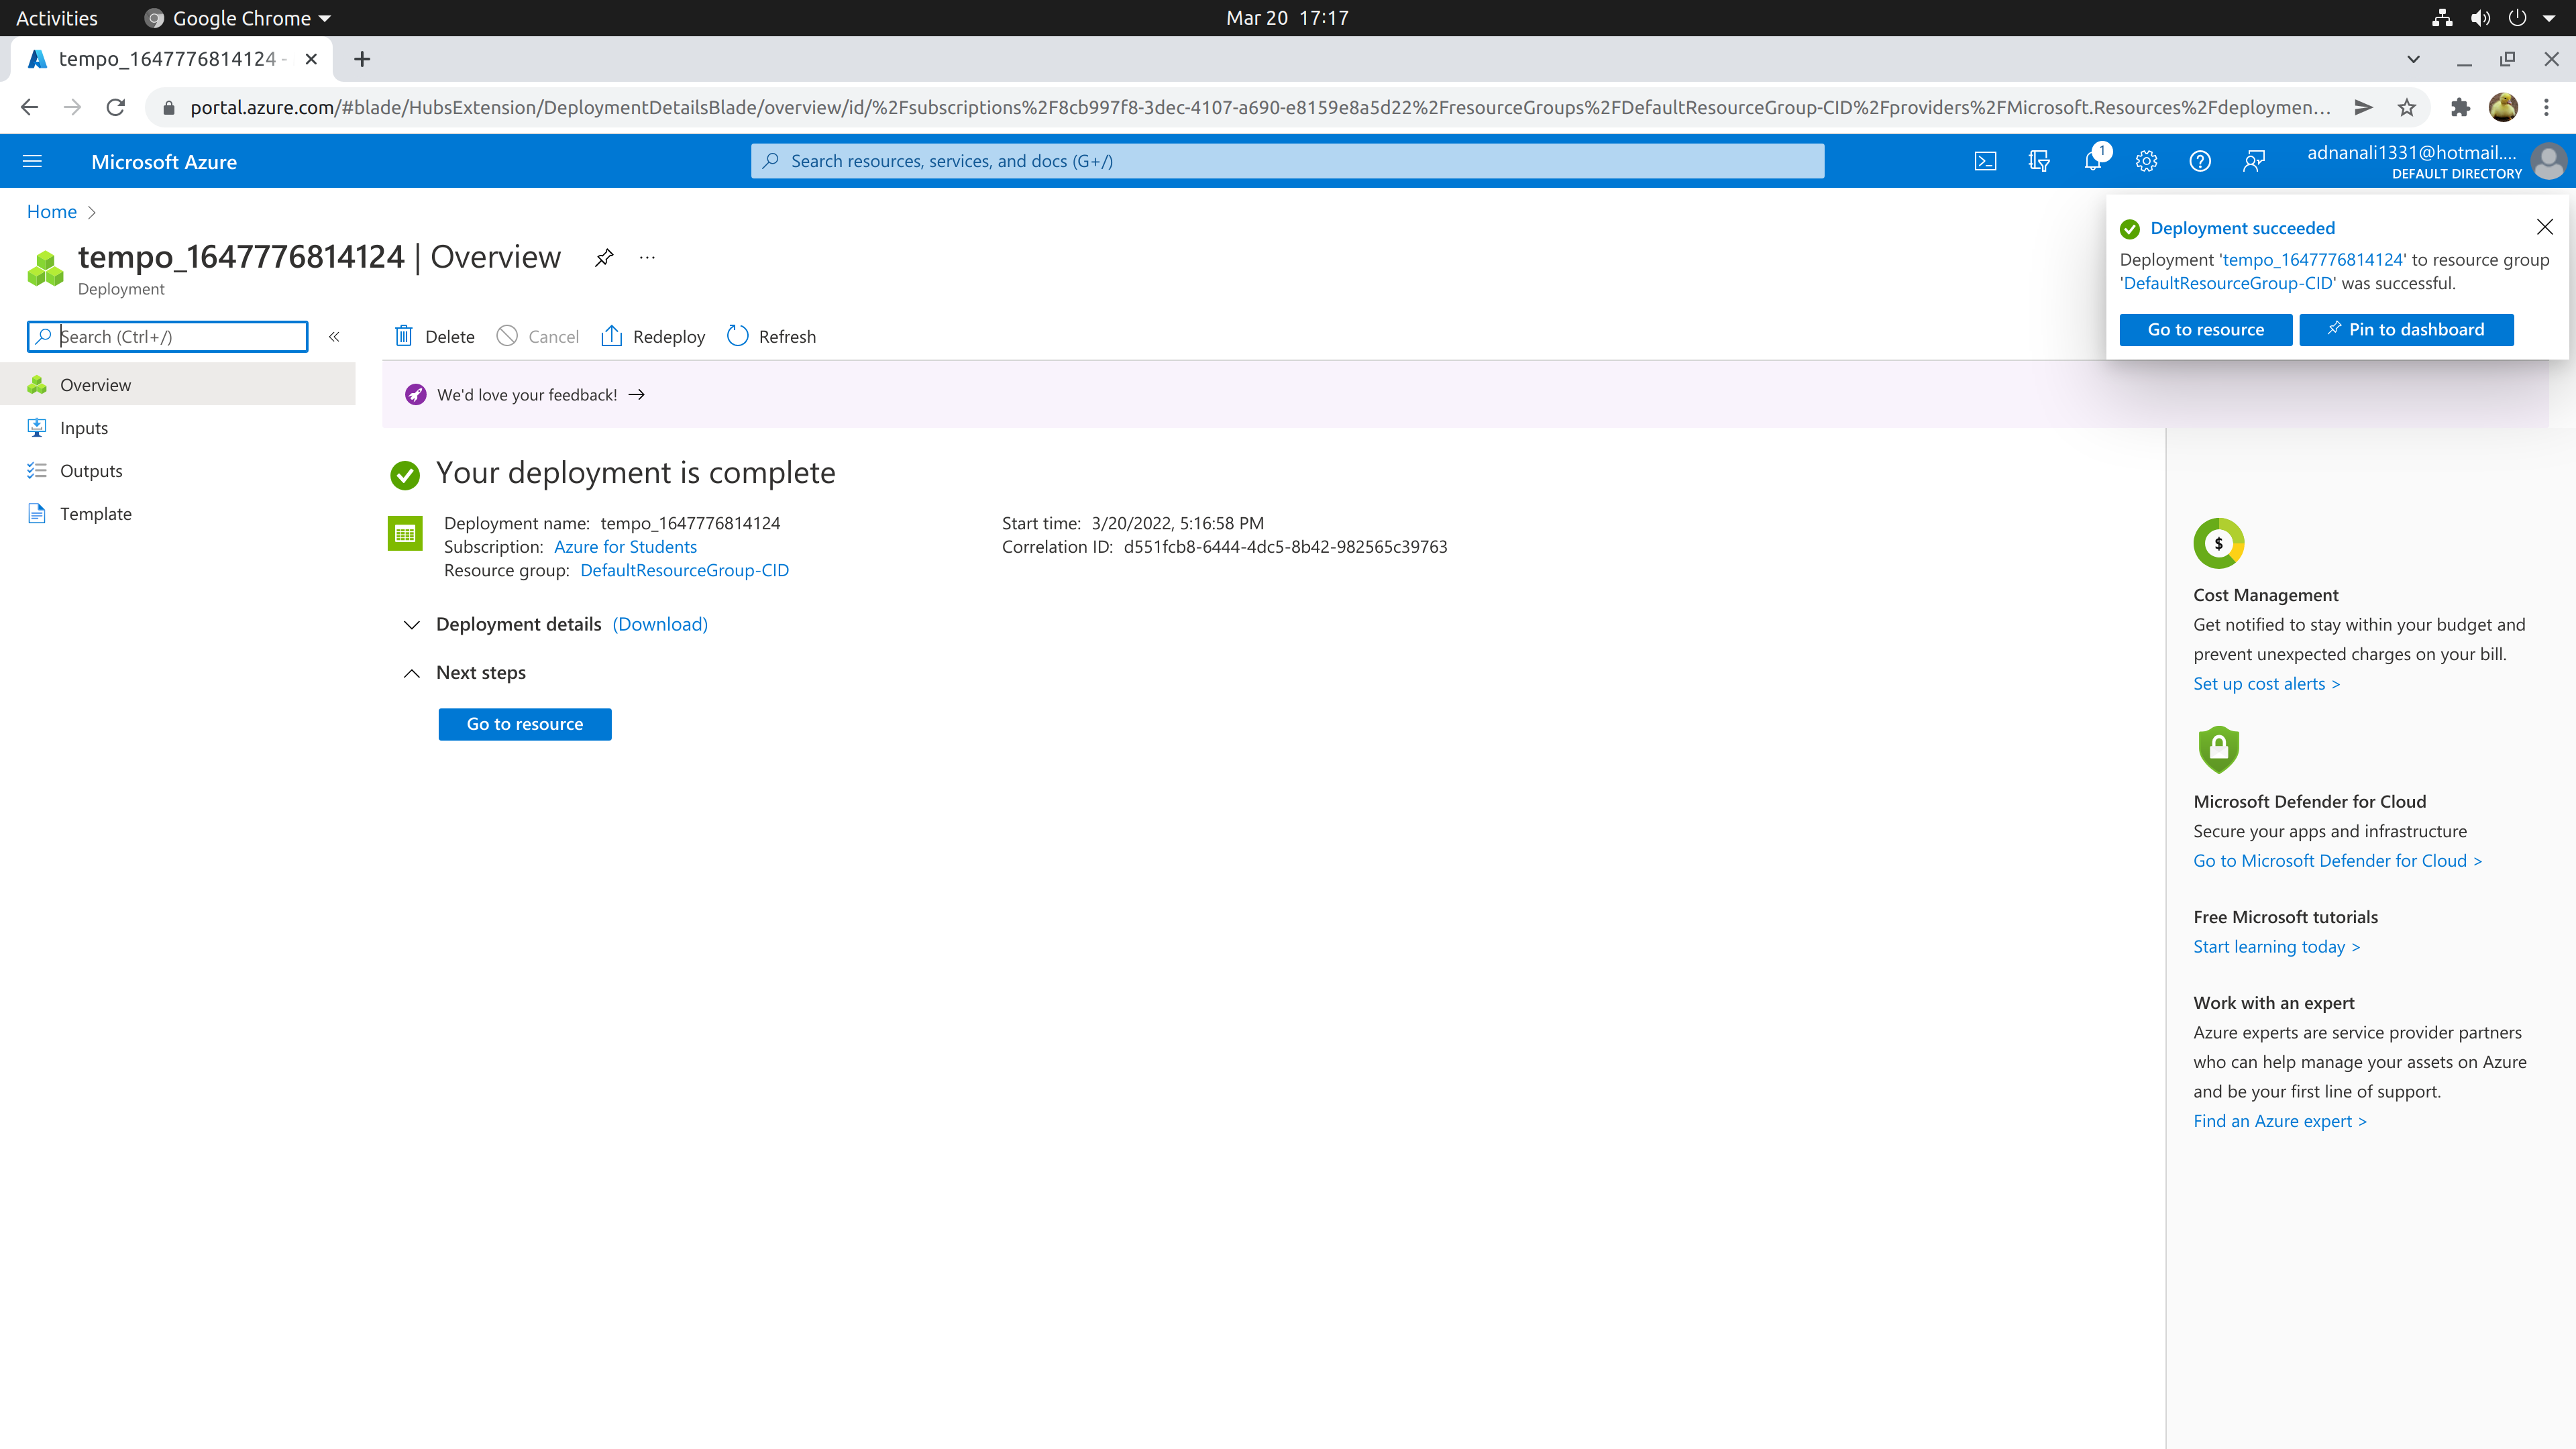 Activities
Google Chrome
Mar 20 17:17
tempo_1647776814124 -
portal.azure.com/#blade/HubsExtension/DeploymentDetailsBlade/overview/id/%2Fsubscriptions%2F8cb997f8-3dec-4107-a690-e8159e8a5d22%2FresourceGroups%2FDefaultResourceGroup-CID%2Fproviders%2FMicrosoft.Resources%2Fdeploymen...
Microsoft Azure
Search resources, services, and docs (G+/)
1
adnanali1331@hotmail....
DEFAULT DIRECTORY
Home
tempo_1647776814124 | Overview
...
Deployment
Deployment succeeded
Deployment 'tempo_1647776814124' to resource group
'DefaultResourceGroup-CID' was successful.
Go to resource
Pin to dashboard
Search (Ctrl+/)
«
Delete
Cancel
Redeploy
Refresh
Overview
Inputs
Outputs
Template
We'd love your feedback! →
Your deployment is complete
Deployment name: tempo_1647776814124
Subscription: Azure for Students
Resource group: DefaultResourceGroup-CID
Start time: 3/20/2022, 5:16:58 PM
Correlation ID: d551fcb8-6444-4dc5-8b42-982565c39763
Deployment details (Download)
Next steps
Go to resource
$
Cost Management
Get notified to stay within your budget and
prevent unexpected charges on your bill.
Set up cost alerts >
Microsoft Defender for Cloud
Secure your apps and infrastructure
Go to Microsoft Defender for Cloud >
Free Microsoft tutorials
Start learning today >
Work with an expert
Azure experts are service provider partners
who can help manage your assets on Azure
and be your first line of support.
Find an Azure expert >